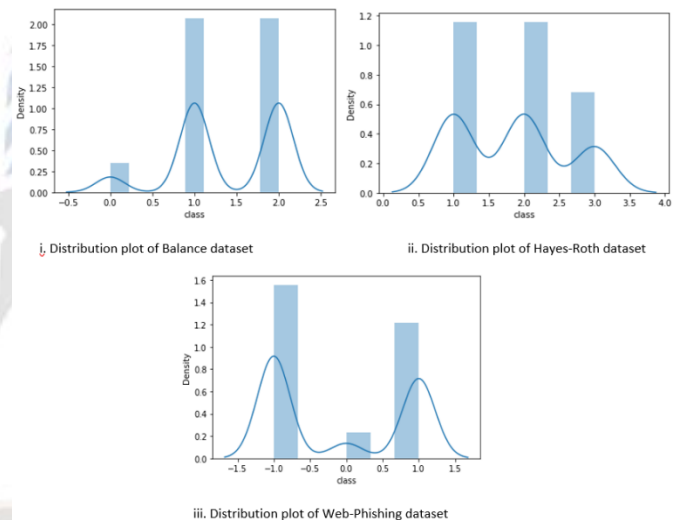 2.00
1.75
1.50
1.25
1.00
0.75
0.50
0.25
0.00
Density
−0.5 0.0 0.5 1.0 1.5 2.0 2.5
class
i. Distribution plot of Balance dataset
1.2
1.0
0.8
0.6
0.4
0.2
0.0
Density
0.0 0.5 1.0 1.5 2.0 2.5 3.0 3.5 4.0
class
ii. Distribution plot of Hayes-Roth dataset
1.6
1.4
1.2
1.0
0.8
0.6
0.4
0.2
0.0
Density
−1.5 −1.0 −0.5 0.0 0.5 1.0 1.5
class
iii. Distribution plot of Web-Phishing dataset